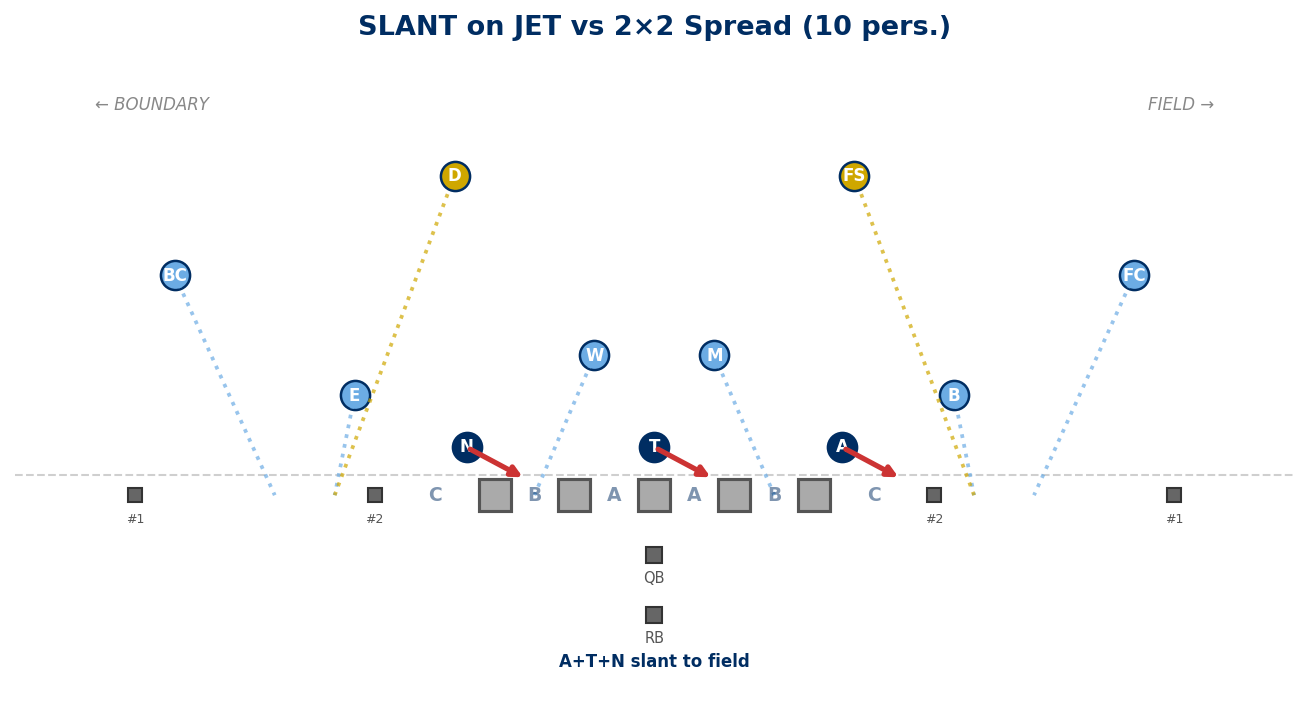 SLANT on JET vs 2×2 Spread (10 pers.)
← BOUNDARY
FIELD →
D
FS
BC
FC
W
M
E
B
N
T
A
C
B
A
A
B
C
#1
#2
#2
#1
QB
RB
A+T+N slant to field